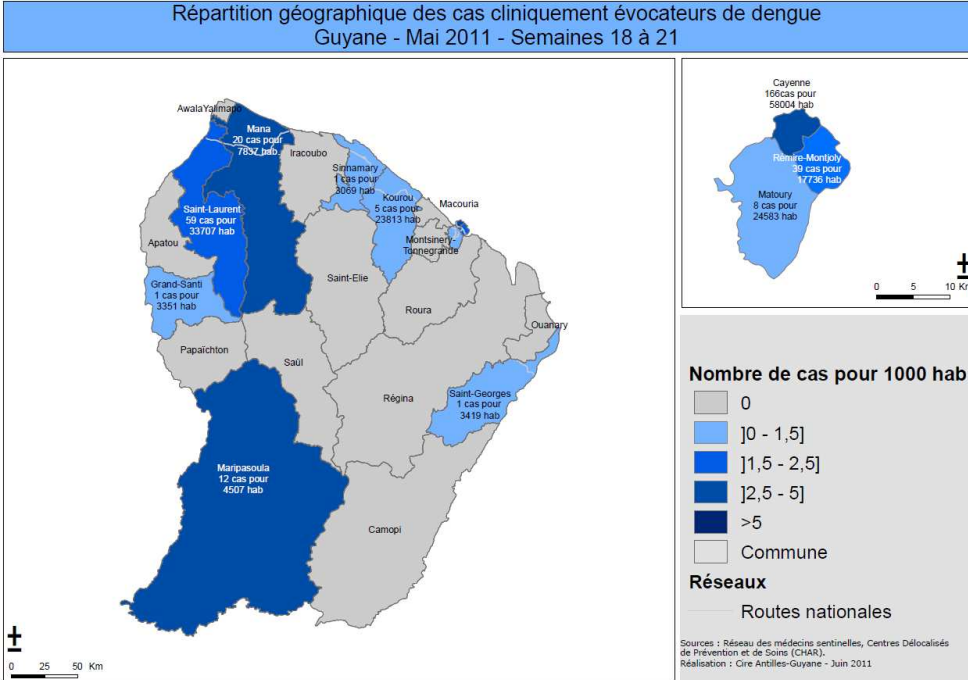 Répartition géographique des cas cliniquement évocateurs de dengue
Guyane - Mai 2011 - Semaines 18 à 21
AwalaYalimapo
Mana
20 cas pour
7837 hab
Iracoubo
Sinnamary
1 cas pour
3069 hab
Kourou
5 cas pour
23813 hab
Macouria
Montsinery-
Tonnegrande
Saint-Laurent
59 cas pour
33707 hab
Apatou
Grand-Santi
1 cas pour
3351 hab
Saint-Elie
Roura
Ouanary
Papaïchton
Saül
Régina
Saint-Georges
1 cas pour
3419 hab
Maripasoula
12 cas pour
4507 hab
Camopi
0 25 50 Km
Cayenne
166cas pour
58004 hab
Rémire-Montjoly
39 cas pour
17736 hab
Matoury
8 cas pour
24583 hab
0 5 10 Km
Nombre de cas pour 1000 hab
0
]0 - 1,5]
]1,5 - 2,5]
]2,5 - 5]
>5
Commune
Réseaux
Routes nationales
Sources : Réseau des médecins sentinelles, Centres Délocalisés
de Prévention et de Soins (CHAR).
Réalisation : Cire Antilles-Guyane - Juin 2011